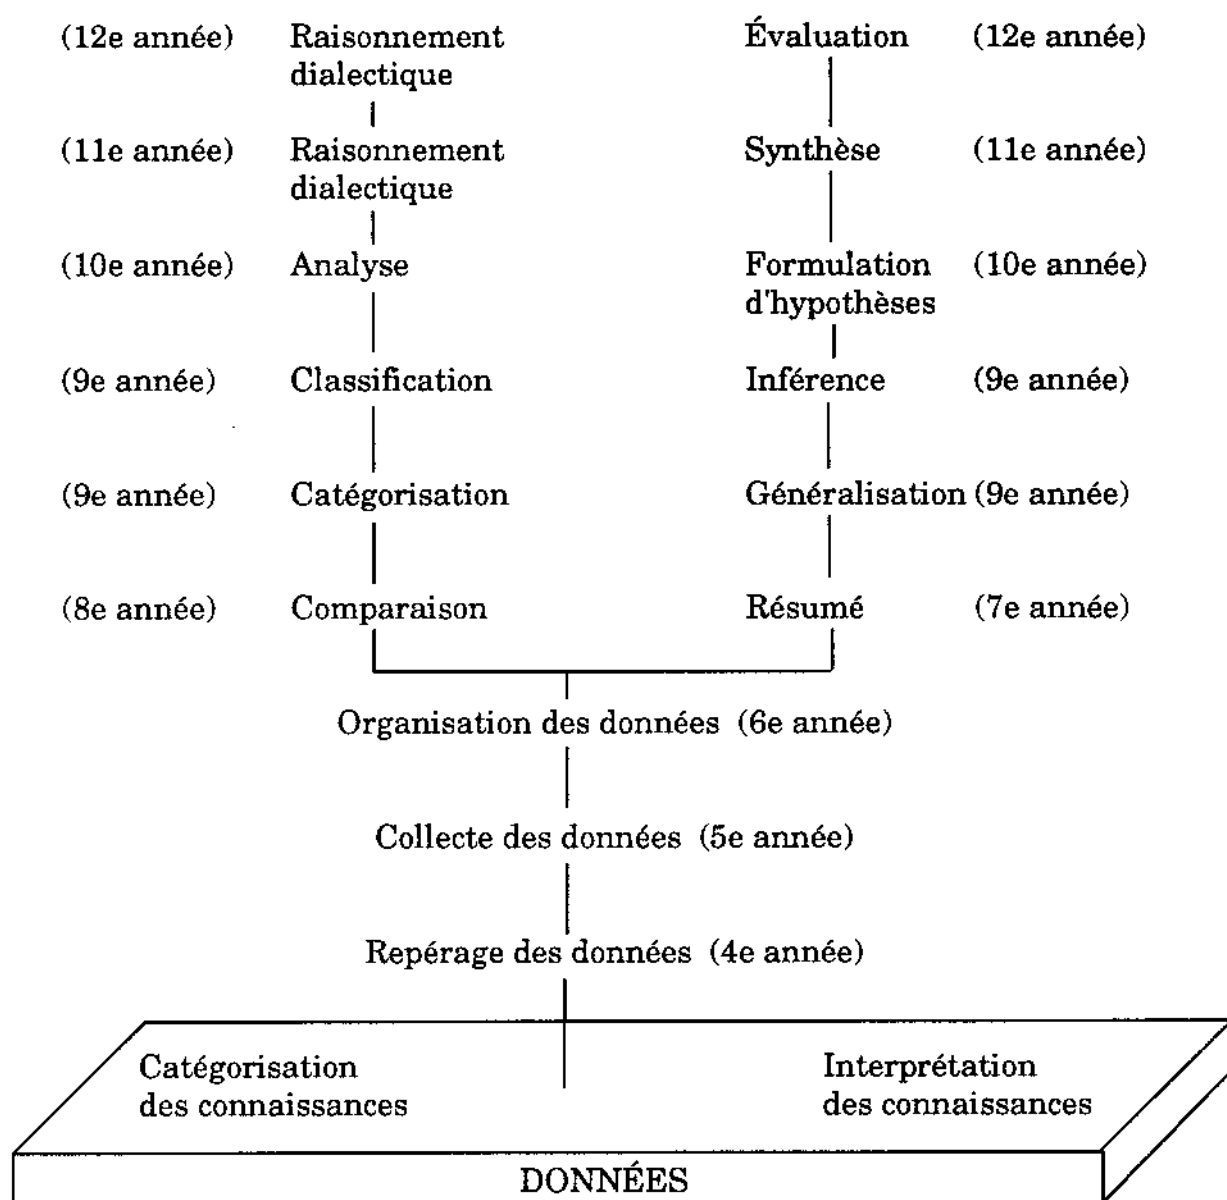 (12e année) Raisonnement dialectique Évaluation (12e année)
(11e année) Raisonnement dialectique Synthèse (11e année)
(10e année) Analyse Formulation d'hypothèses (10e année)
(9e année) Classification Inférence (9e année)
(9e année) Catégorisation Généralisation (9e année)
(8e année) Comparaison Résumé (7e année)
Organisation des données (6e année)
Collecte des données (5e année)
Repérage des données (4e année)
Catégorisation des connaissances Interprétation des connaissances
DONNÉES